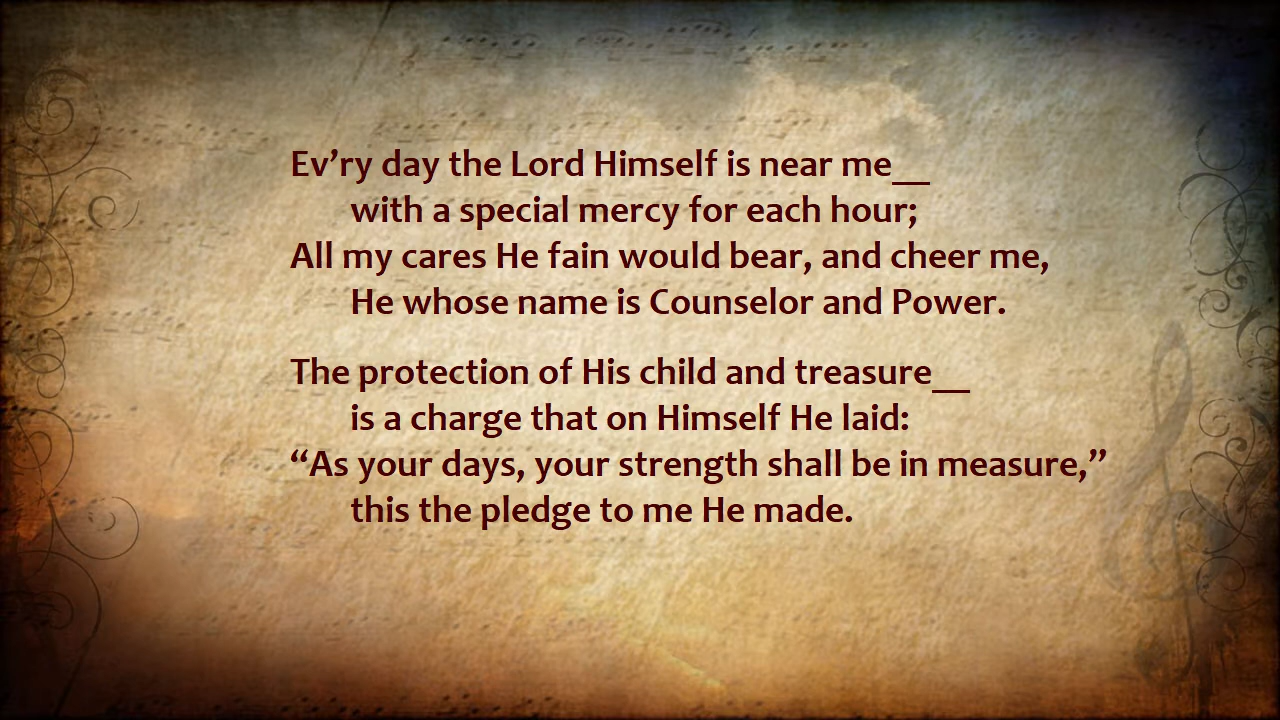 Ev’ry day the Lord Himself is near me__
with a special mercy for each hour;
All my cares He fain would bear, and cheer me,
He whose name is Counselor and Power.
The protection of His child and treasure__
is a charge that on Himself He laid:
“As your days, your strength shall be in measure,”
this the pledge to me He made.